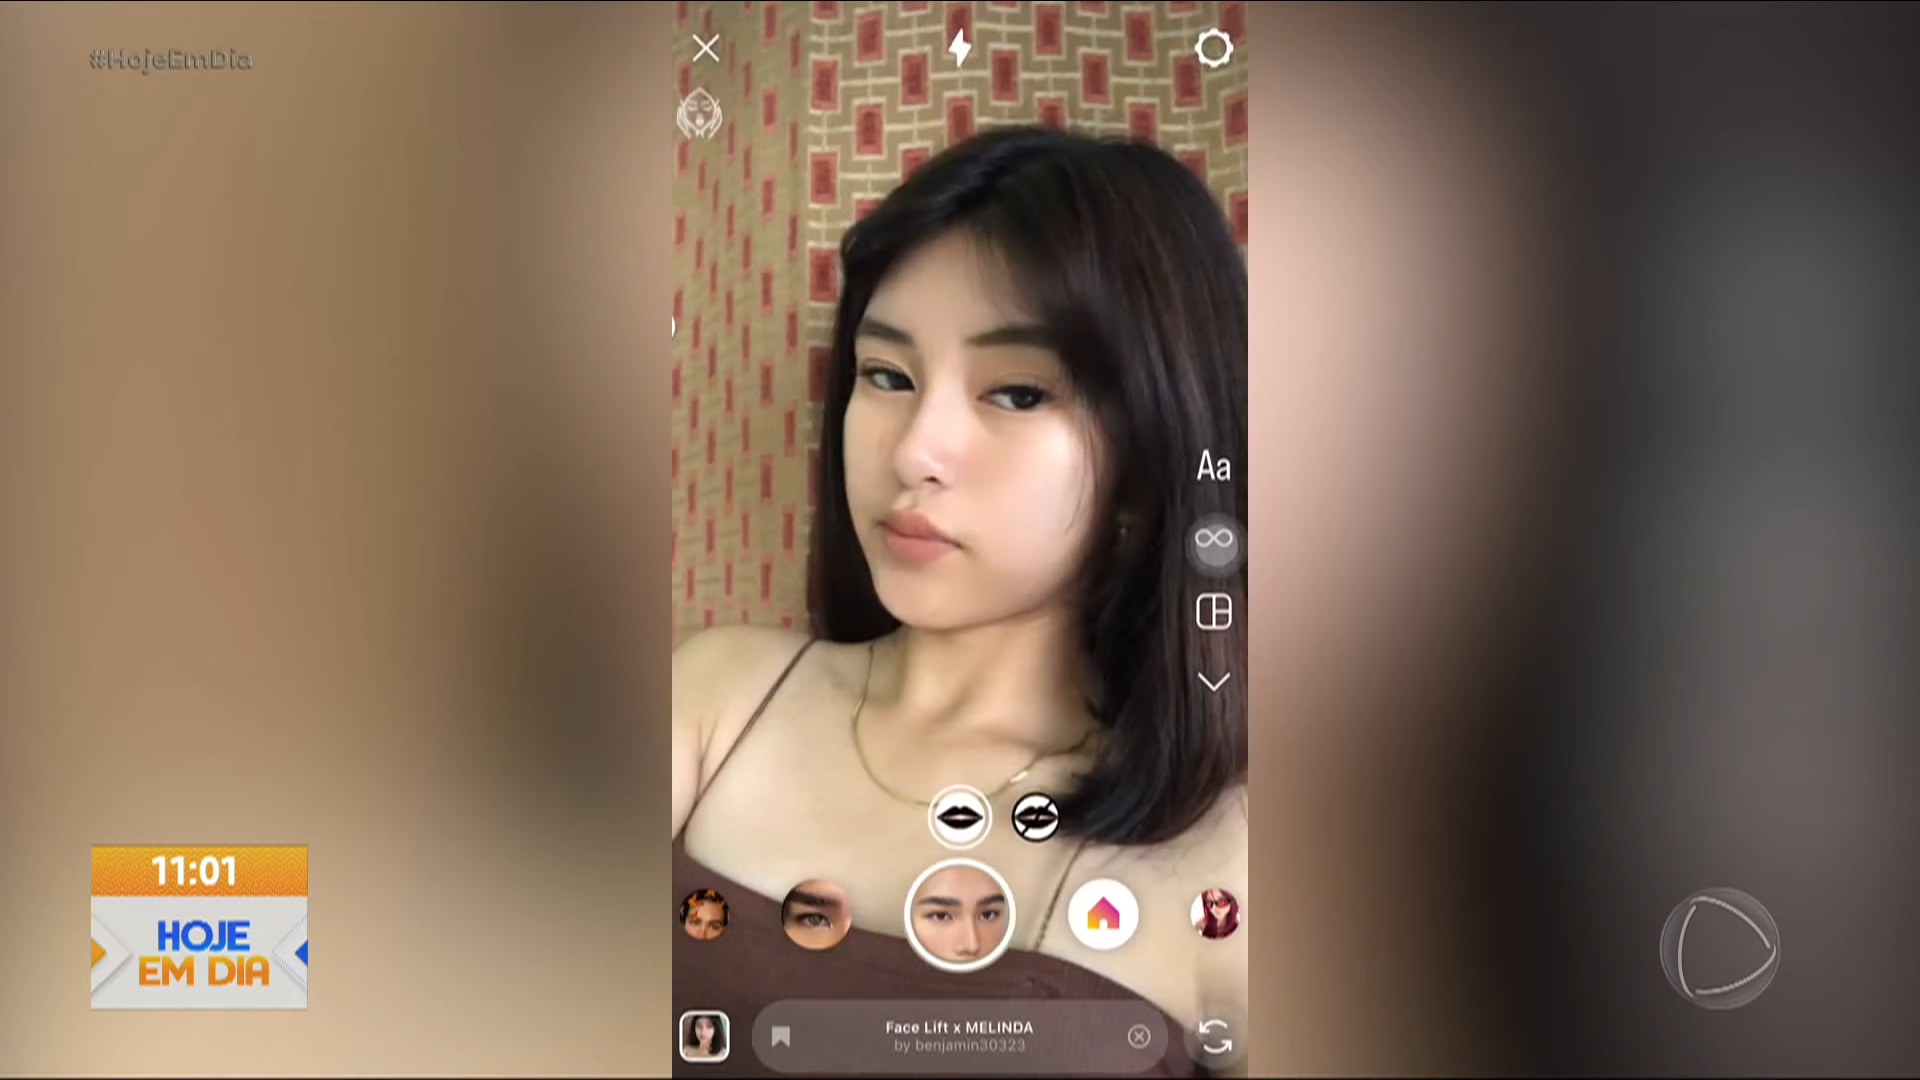 #HojeEmDia
Aa
11:01
HOJE
EM DIA
Face Lift x MELINDA
by benjamin30323